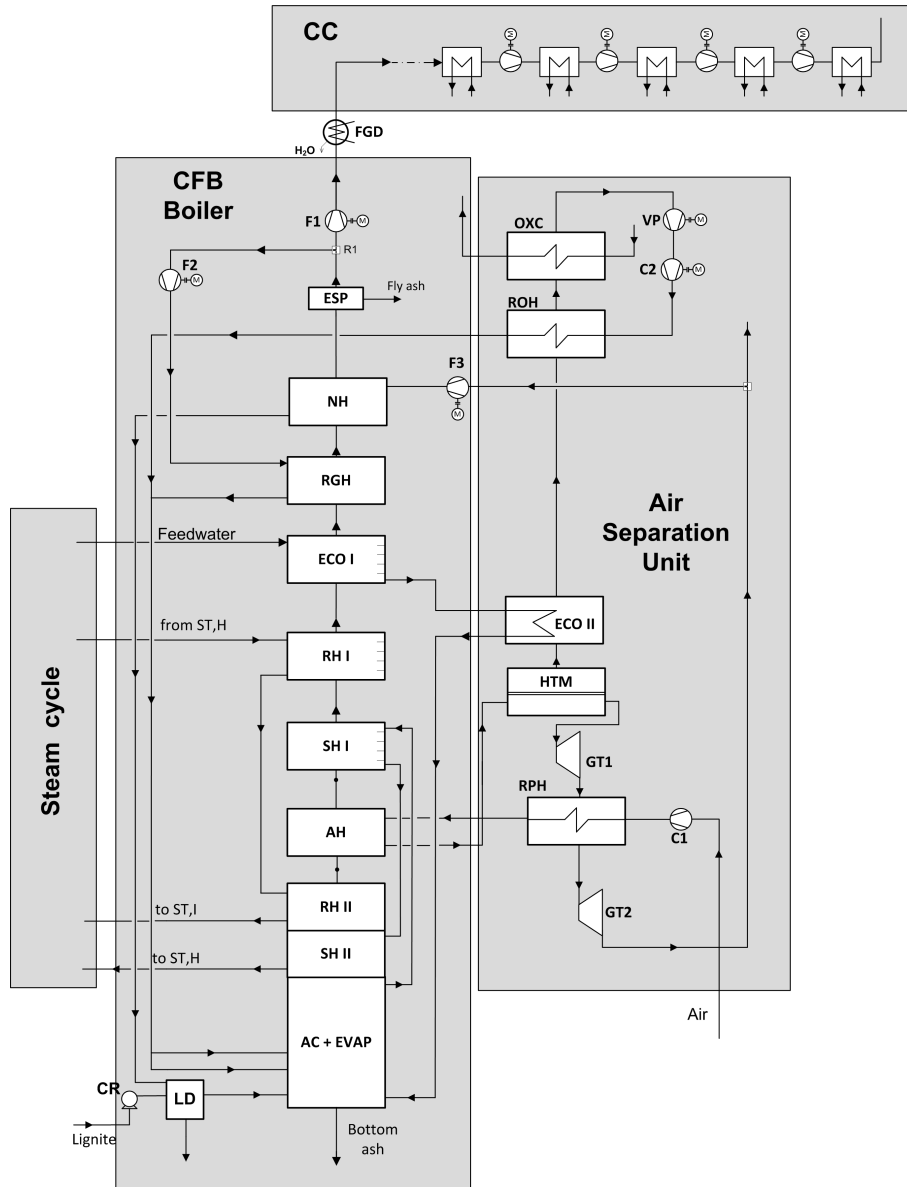 CC
M
M
M
M
FGD
H₂O
CFB
Boiler
F1
M
R1
F2
M
ESP
Fly ash
OXC
VP
M
C2
M
ROH
F3
M
NH
RGH
Air
Separation
Unit
Feedwater
ECO I
ECO II
from ST,H
RH I
HTM
SH I
GT1
RPH
AH
C1
Steam cycle
RH II
GT2
to ST,I
SH II
to ST,H
Air
AC + EVAP
CR
LD
Lignite
Bottom
ash